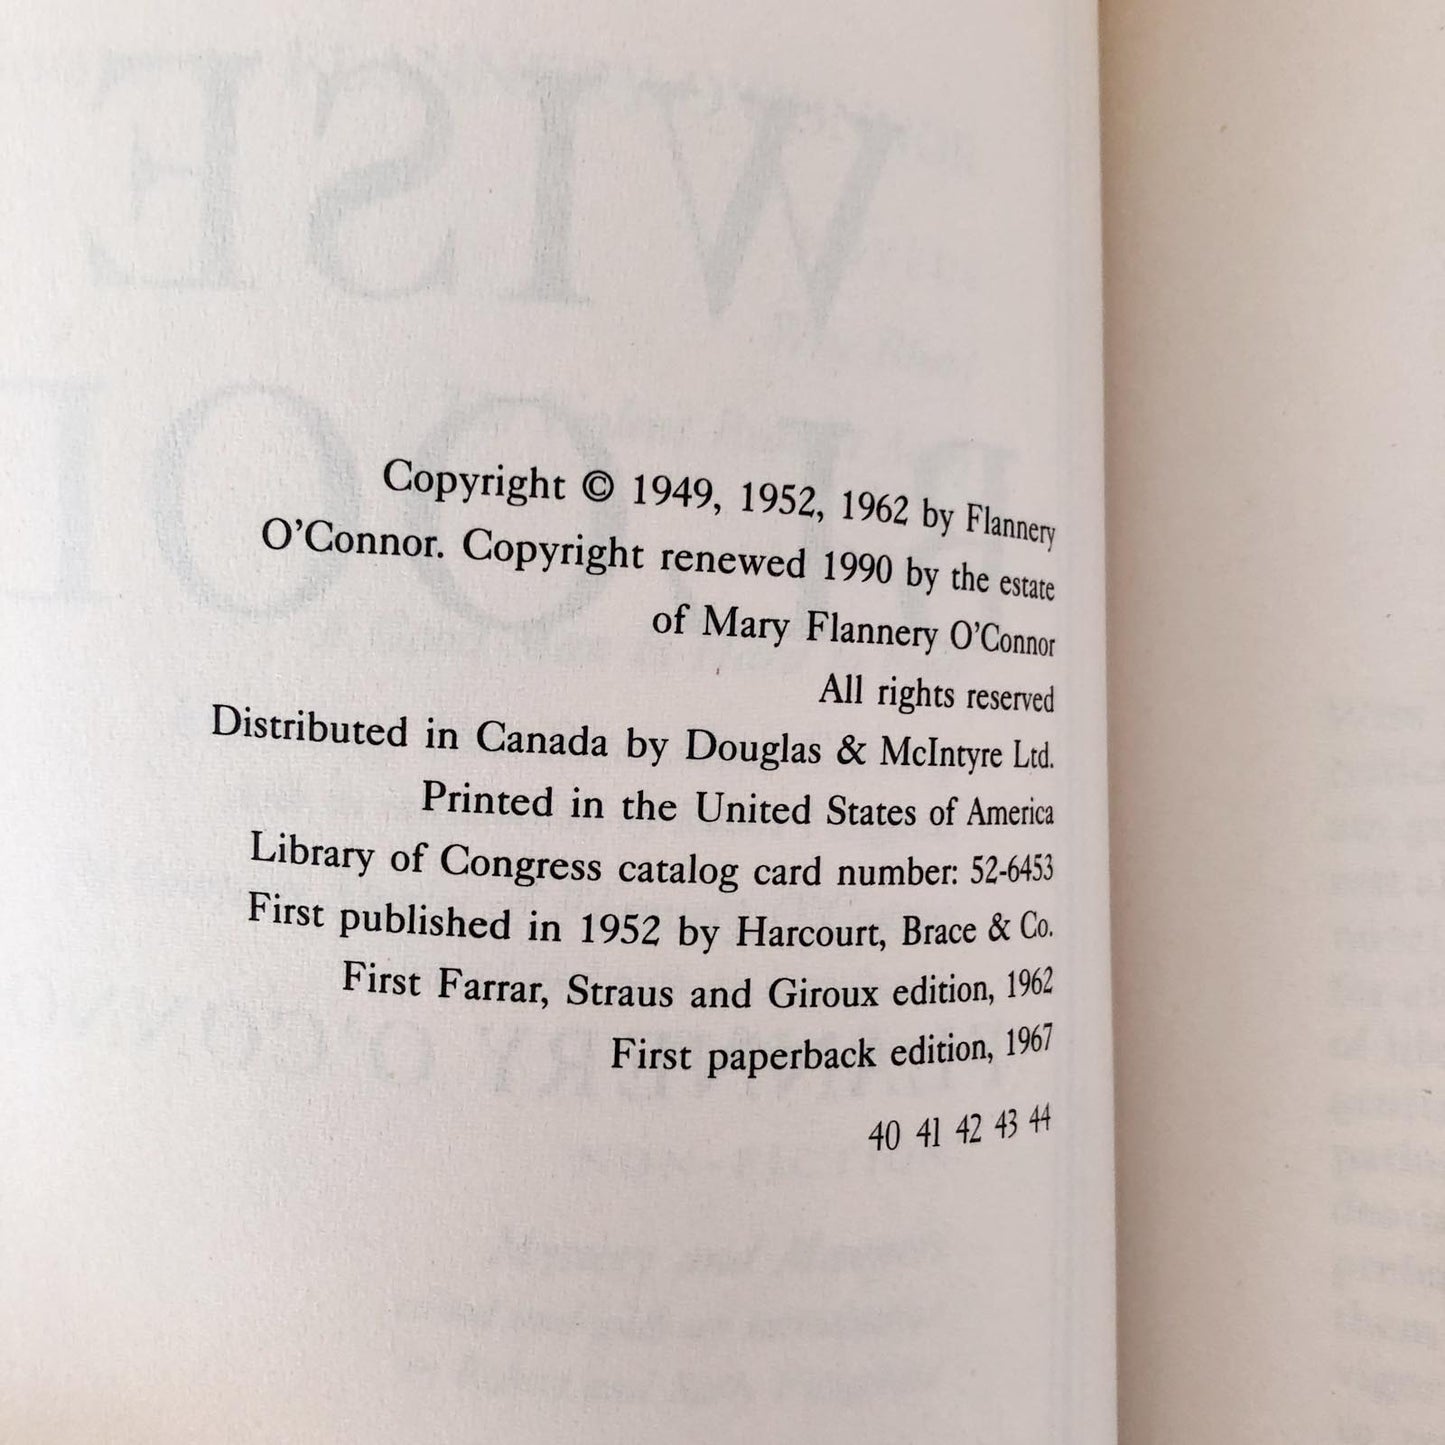 WISE
Copyright © 1949, 1952, 1962 by Flannery
O'Connor. Copyright renewed 1990 by the estate
of Mary Flannery O'Connor
All rights reserved
Distributed in Canada by Douglas & McIntyre Ltd.
Printed in the United States of America
Library of Congress catalog card number: 52-6453
First published in 1952 by Harcourt, Brace & Co.
First Farrar, Straus and Giroux edition, 1962
First paperback edition, 1967
40 41 42 43 44